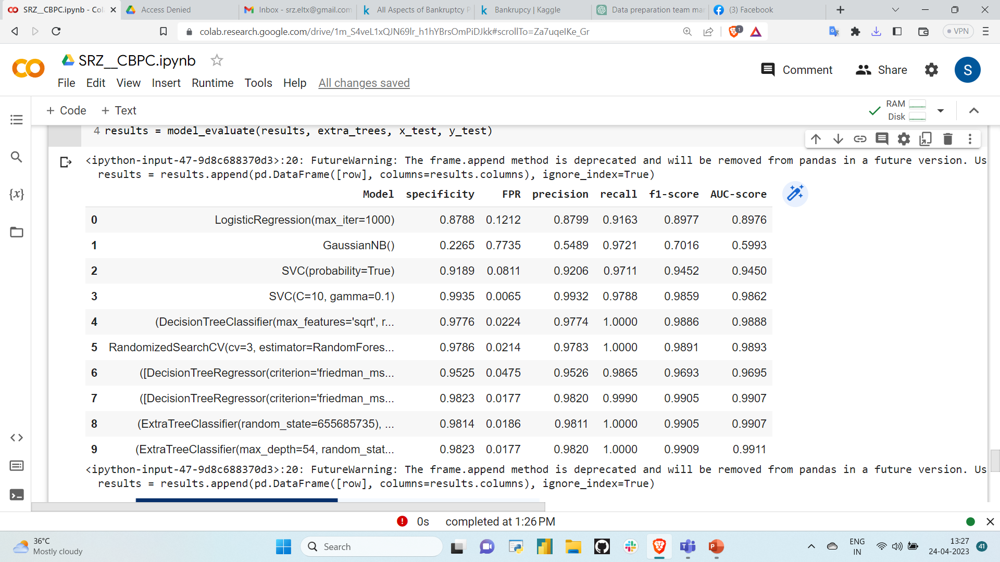 SRZ__CBPC.ipynb - Col
Access Denied
Inbox - srz.eltx@gmail.com
All Aspects of Bankruptcy P
Bankrupcy | Kaggle
Data preparation team mar
(3) Facebook
colab.research.google.com/drive/1m_S4veL1xQJN69lr_h1hYBrsOmPiDJkk#scrollTo=Za7uqeIKe_Gr
1
VPN
SRZ__CBPC.ipynb
Comment
Share
S
File Edit View Insert Runtime Tools Help All changes saved
+ Code + Text
RAM
Disk
4 results = model_evaluate(results, extra_trees, x_test, y_test)
<ipython-input-47-9d8c688370d3>:20: FutureWarning: The frame.append method is deprecated and will be removed from pandas in a future version. Us
results = results.append(pd.DataFrame([row], columns=results.columns), ignore_index=True)
Model specificity FPR precision recall f1-score AUC-score
0 LogisticRegression(max_iter=1000) 0.8788 0.1212 0.8799 0.9163 0.8977 0.8976
1 GaussianNB() 0.2265 0.7735 0.5489 0.9721 0.7016 0.5993
2 SVC(probability=True) 0.9189 0.0811 0.9206 0.9711 0.9452 0.9450
3 SVC(C=10, gamma=0.1) 0.9935 0.0065 0.9932 0.9788 0.9859 0.9862
4 (DecisionTreeClassifier(max_features='sqrt', r... 0.9776 0.0224 0.9774 1.0000 0.9886 0.9888
5 RandomizedSearchCV(cv=3, estimator=RandomFores... 0.9786 0.0214 0.9783 1.0000 0.9891 0.9893
6 ([DecisionTreeRegressor(criterion='friedman_ms... 0.9525 0.0475 0.9526 0.9865 0.9693 0.9695
7 ([DecisionTreeRegressor(criterion='friedman_ms... 0.9823 0.0177 0.9820 0.9990 0.9905 0.9907
8 (ExtraTreeClassifier(random_state=655685735), ... 0.9814 0.0186 0.9811 1.0000 0.9905 0.9907
9 (ExtraTreeClassifier(max_depth=54, random_stat... 0.9823 0.0177 0.9820 1.0000 0.9909 0.9911
<ipython-input-47-9d8c688370d3>:20: FutureWarning: The frame.append method is deprecated and will be removed from pandas in a future version. Us
results = results.append(pd.DataFrame([row], columns=results.columns), ignore_index=True)
0s completed at 1:26 PM
36°C
Mostly cloudy
Search
ENG
IN
13:27
24-04-2023
41